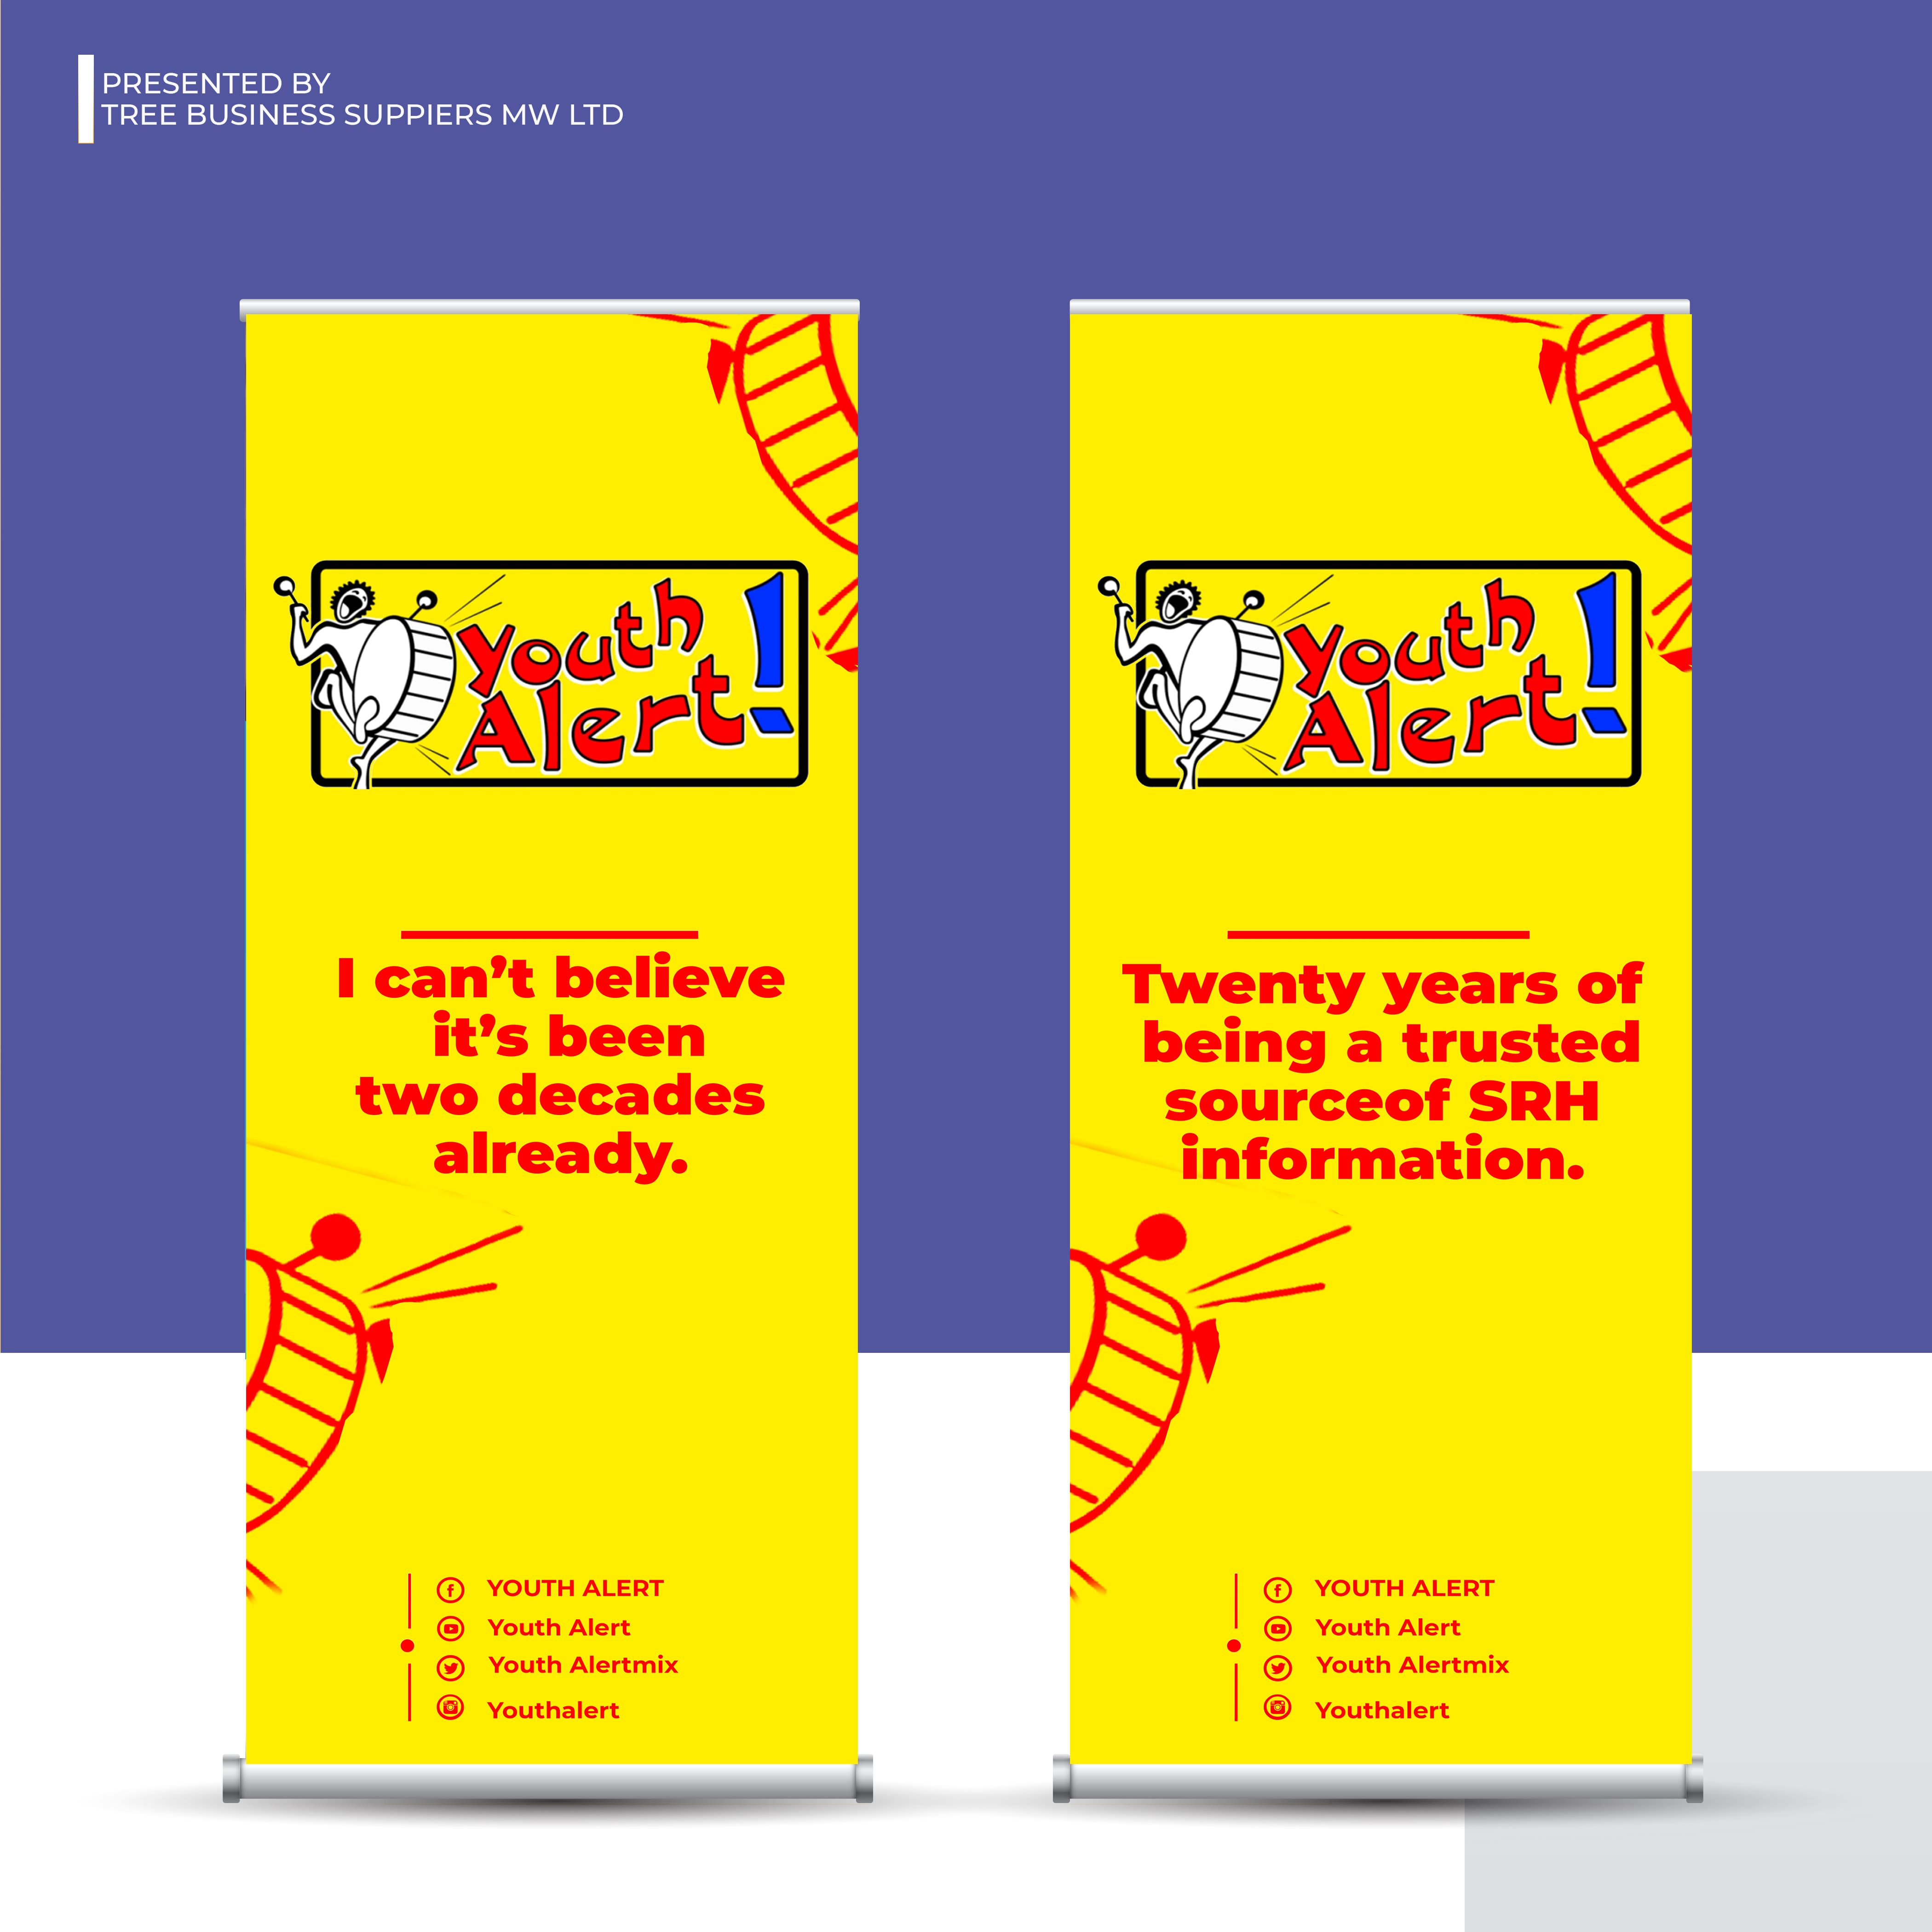 PRESENTED BY
TREE BUSINESS SUPPIERS MW LTD
Youth
Alert!
I can’t believe
it’s been
two decades
already.
YOUTH ALERT
Youth Alert
Youth Alertmix
Youthalert
Youth
Alert!
Twenty years of
being a trusted
sourceof SRH
information.
YOUTH ALERT
Youth Alert
Youth Alertmix
Youthalert